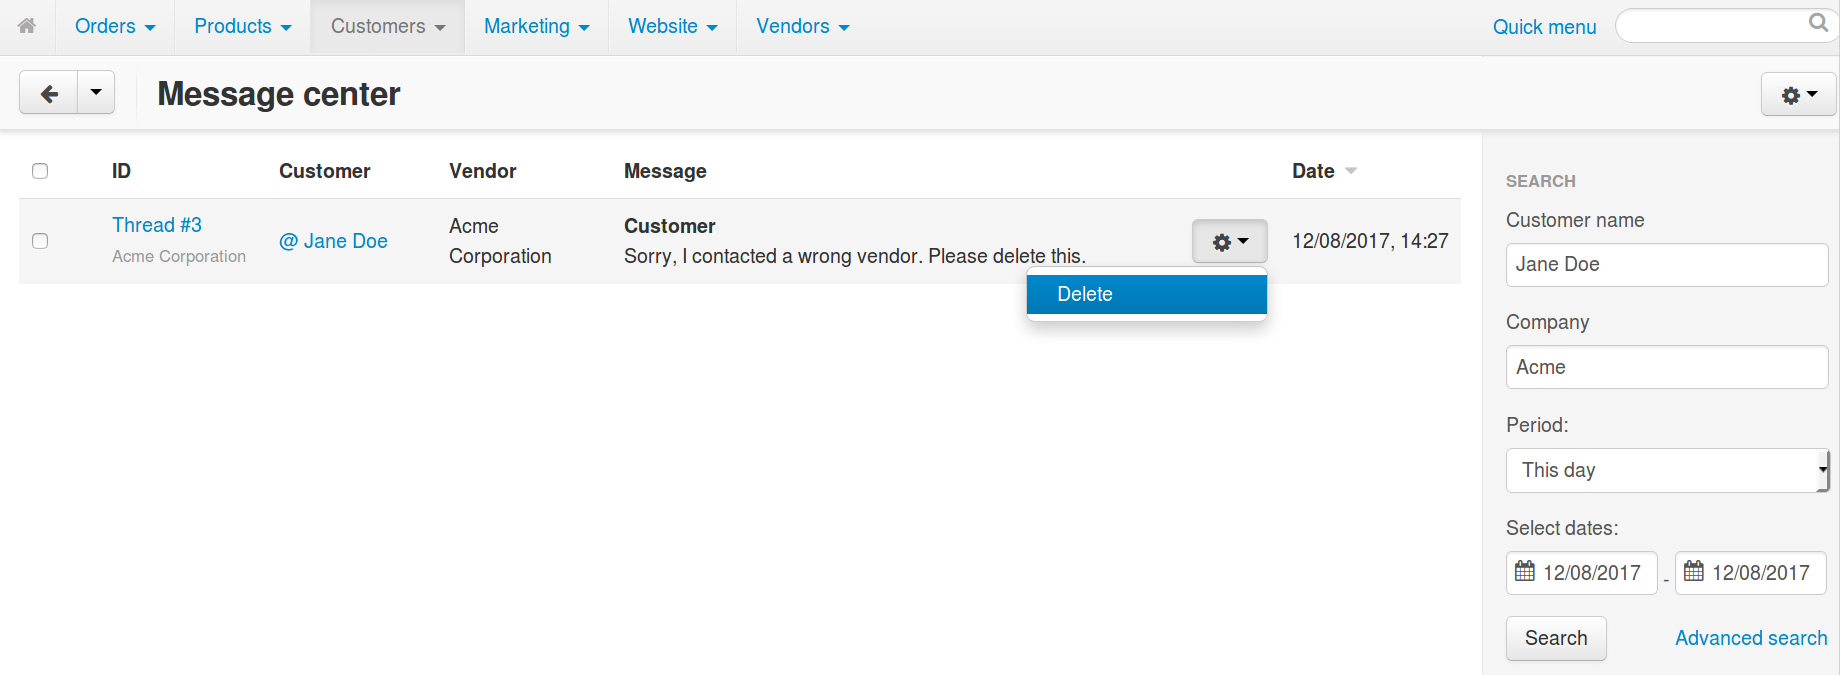 Orders Products Customers Marketing Website Vendors Quick menu
Message center
ID Customer Vendor Message Date
Thread #3
Acme Corporation
@ Jane Doe
Acme
Corporation
Customer
Sorry, I contacted a wrong vendor. Please delete this.
12/08/2017, 14:27
Delete
SEARCH
Customer name
Jane Doe
Company
Acme
Period:
This day
Select dates:
12/08/2017 - 12/08/2017
Search Advanced search